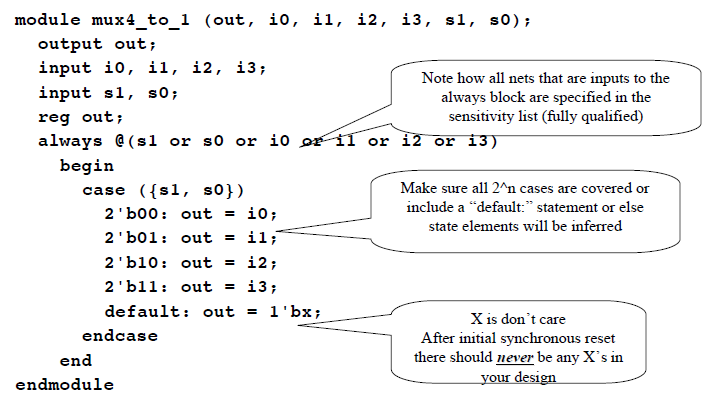 module mux4_to_1 (out, i0, i1, i2, i3, s1, s0);
output out;
input i0, i1, i2, i3;
input s1, s0;
reg out;
always @(s1 or s0 or i0 or i1 or i2 or i3)
begin
case ({s1, s0})
2'b00: out = i0;
2'b01: out = i1;
2'b10: out = i2;
2'b11: out = i3;
default: out = 1'bx;
endcase
end
endmodule
Note how all nets that are inputs to the
always block are specified in the
sensitivity list (fully qualified)
Make sure all 2^n cases are covered or
include a “default:” statement or else
state elements will be inferred
X is don’t care
After initial synchronous reset
there should never be any X’s in
your design